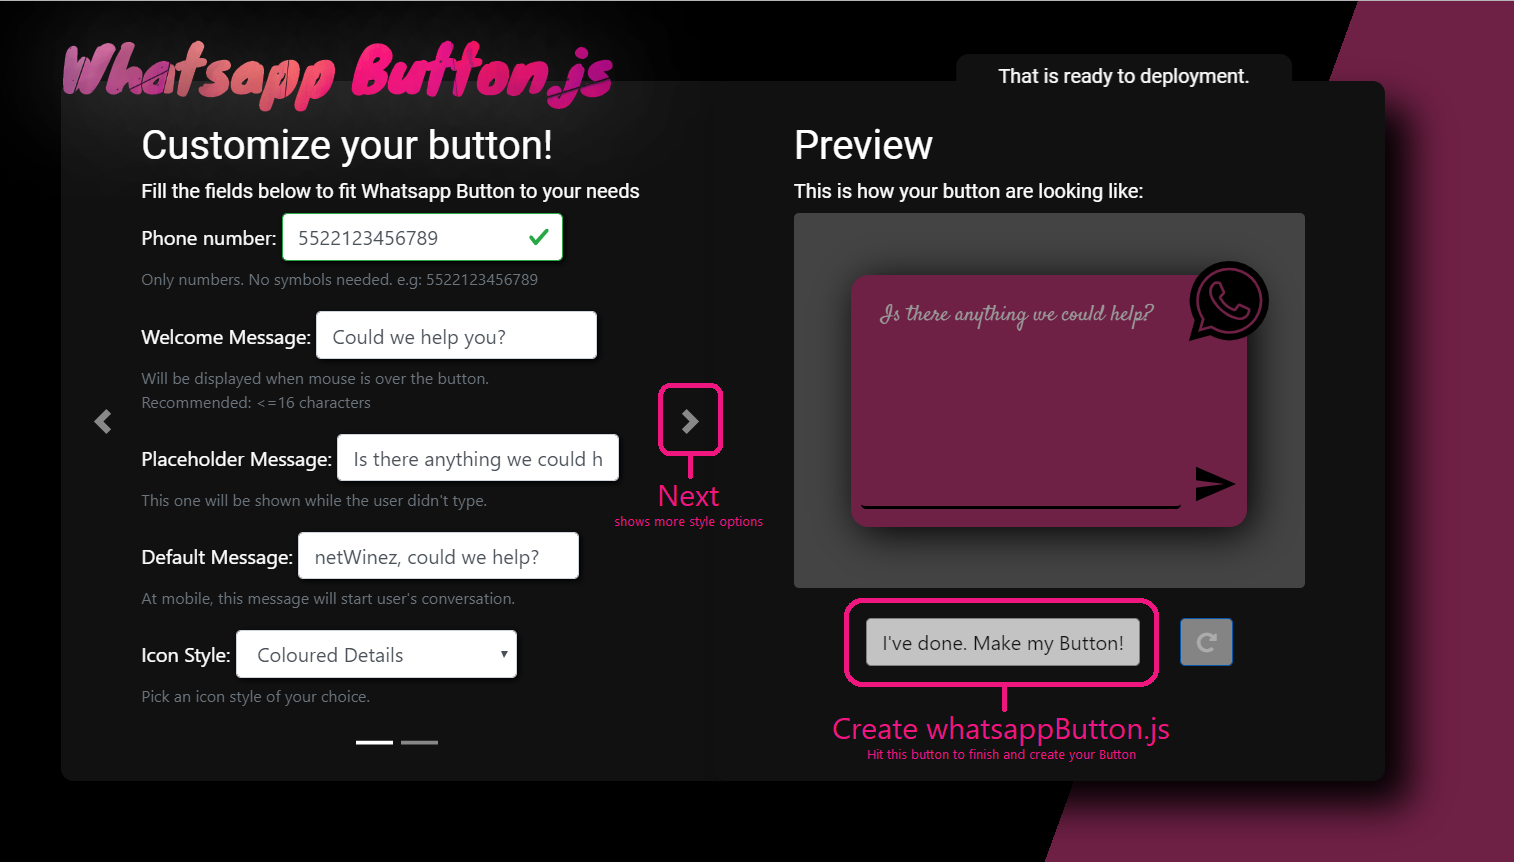 Whatsapp Button.js
That is ready to deployment.
Customize your button!
Fill the fields below to fit Whatsapp Button to your needs
Phone number: 5522123456789
Only numbers. No symbols needed. e.g: 5522123456789
Welcome Message: Could we help you?
Will be displayed when mouse is over the button.
Recommended: <=16 characters
Placeholder Message: Is there anything we could h
This one will be shown while the user didn't type.
Default Message: netWinez, could we help?
At mobile, this message will start user's conversation.
Icon Style: Coloured Details
Pick an icon style of your choice.
Next
shows more style options
Preview
This is how your button are looking like:
Is there anything we could help?
I've done. Make my Button!
Create whatsappButton.js
Hit this button to finish and create your Button